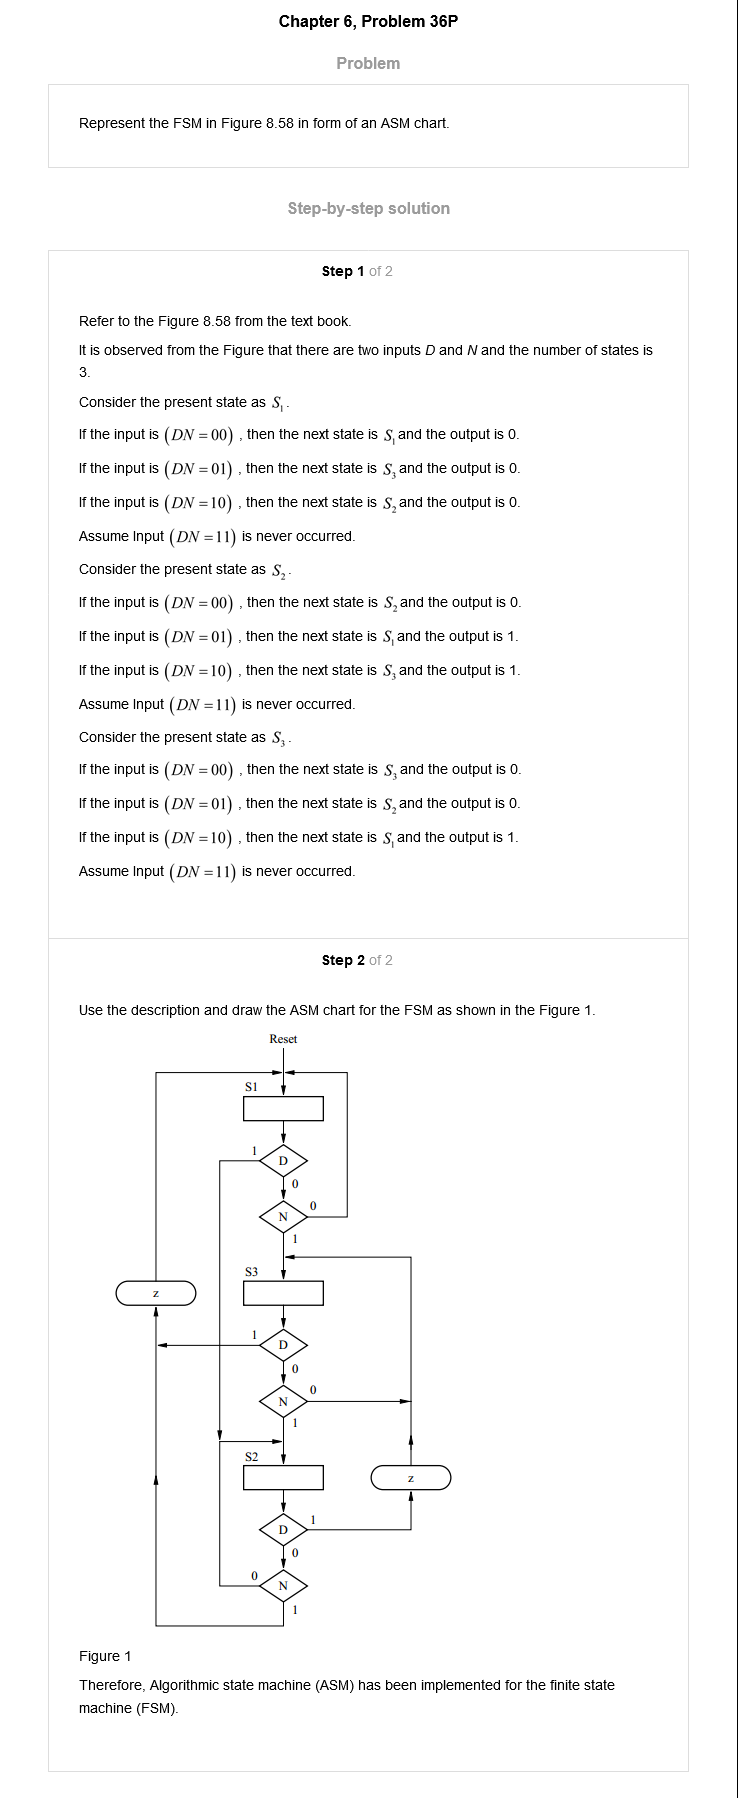 Chapter 6, Problem 36P
Problem
Represent the FSM in Figure 8.58 in form of an ASM chart.
Step-by-step solution
Step 1 of 2
Refer to the Figure 8.58 from the text book.
It is observed from the Figure that there are two inputs D and N and the number of states is
3.
Consider the present state as S₁.
If the input is (DN = 00), then the next state is S₁ and the output is 0.
If the input is (DN = 01), then the next state is S₃ and the output is 0.
If the input is (DN = 10), then the next state is S₂ and the output is 0.
Assume Input (DN = 11) is never occurred.
Consider the present state as S₂.
If the input is (DN = 00), then the next state is S₂ and the output is 0.
If the input is (DN = 01), then the next state is S₁ and the output is 1.
If the input is (DN = 10), then the next state is S₃ and the output is 1.
Assume Input (DN = 11) is never occurred.
Consider the present state as S₃.
If the input is (DN = 00), then the next state is S₃ and the output is 0.
If the input is (DN = 01), then the next state is S₂ and the output is 0.
If the input is (DN = 10), then the next state is S₁ and the output is 1.
Assume Input (DN = 11) is never occurred.
Step 2 of 2
Use the description and draw the ASM chart for the FSM as shown in the Figure 1.
Reset
S1
1
D
0
0
N
1
S3
z
1
D
0
0
N
1
S2
z
1
D
0
0
N
1
Figure 1
Therefore, Algorithmic state machine (ASM) has been implemented for the finite state
machine (FSM).